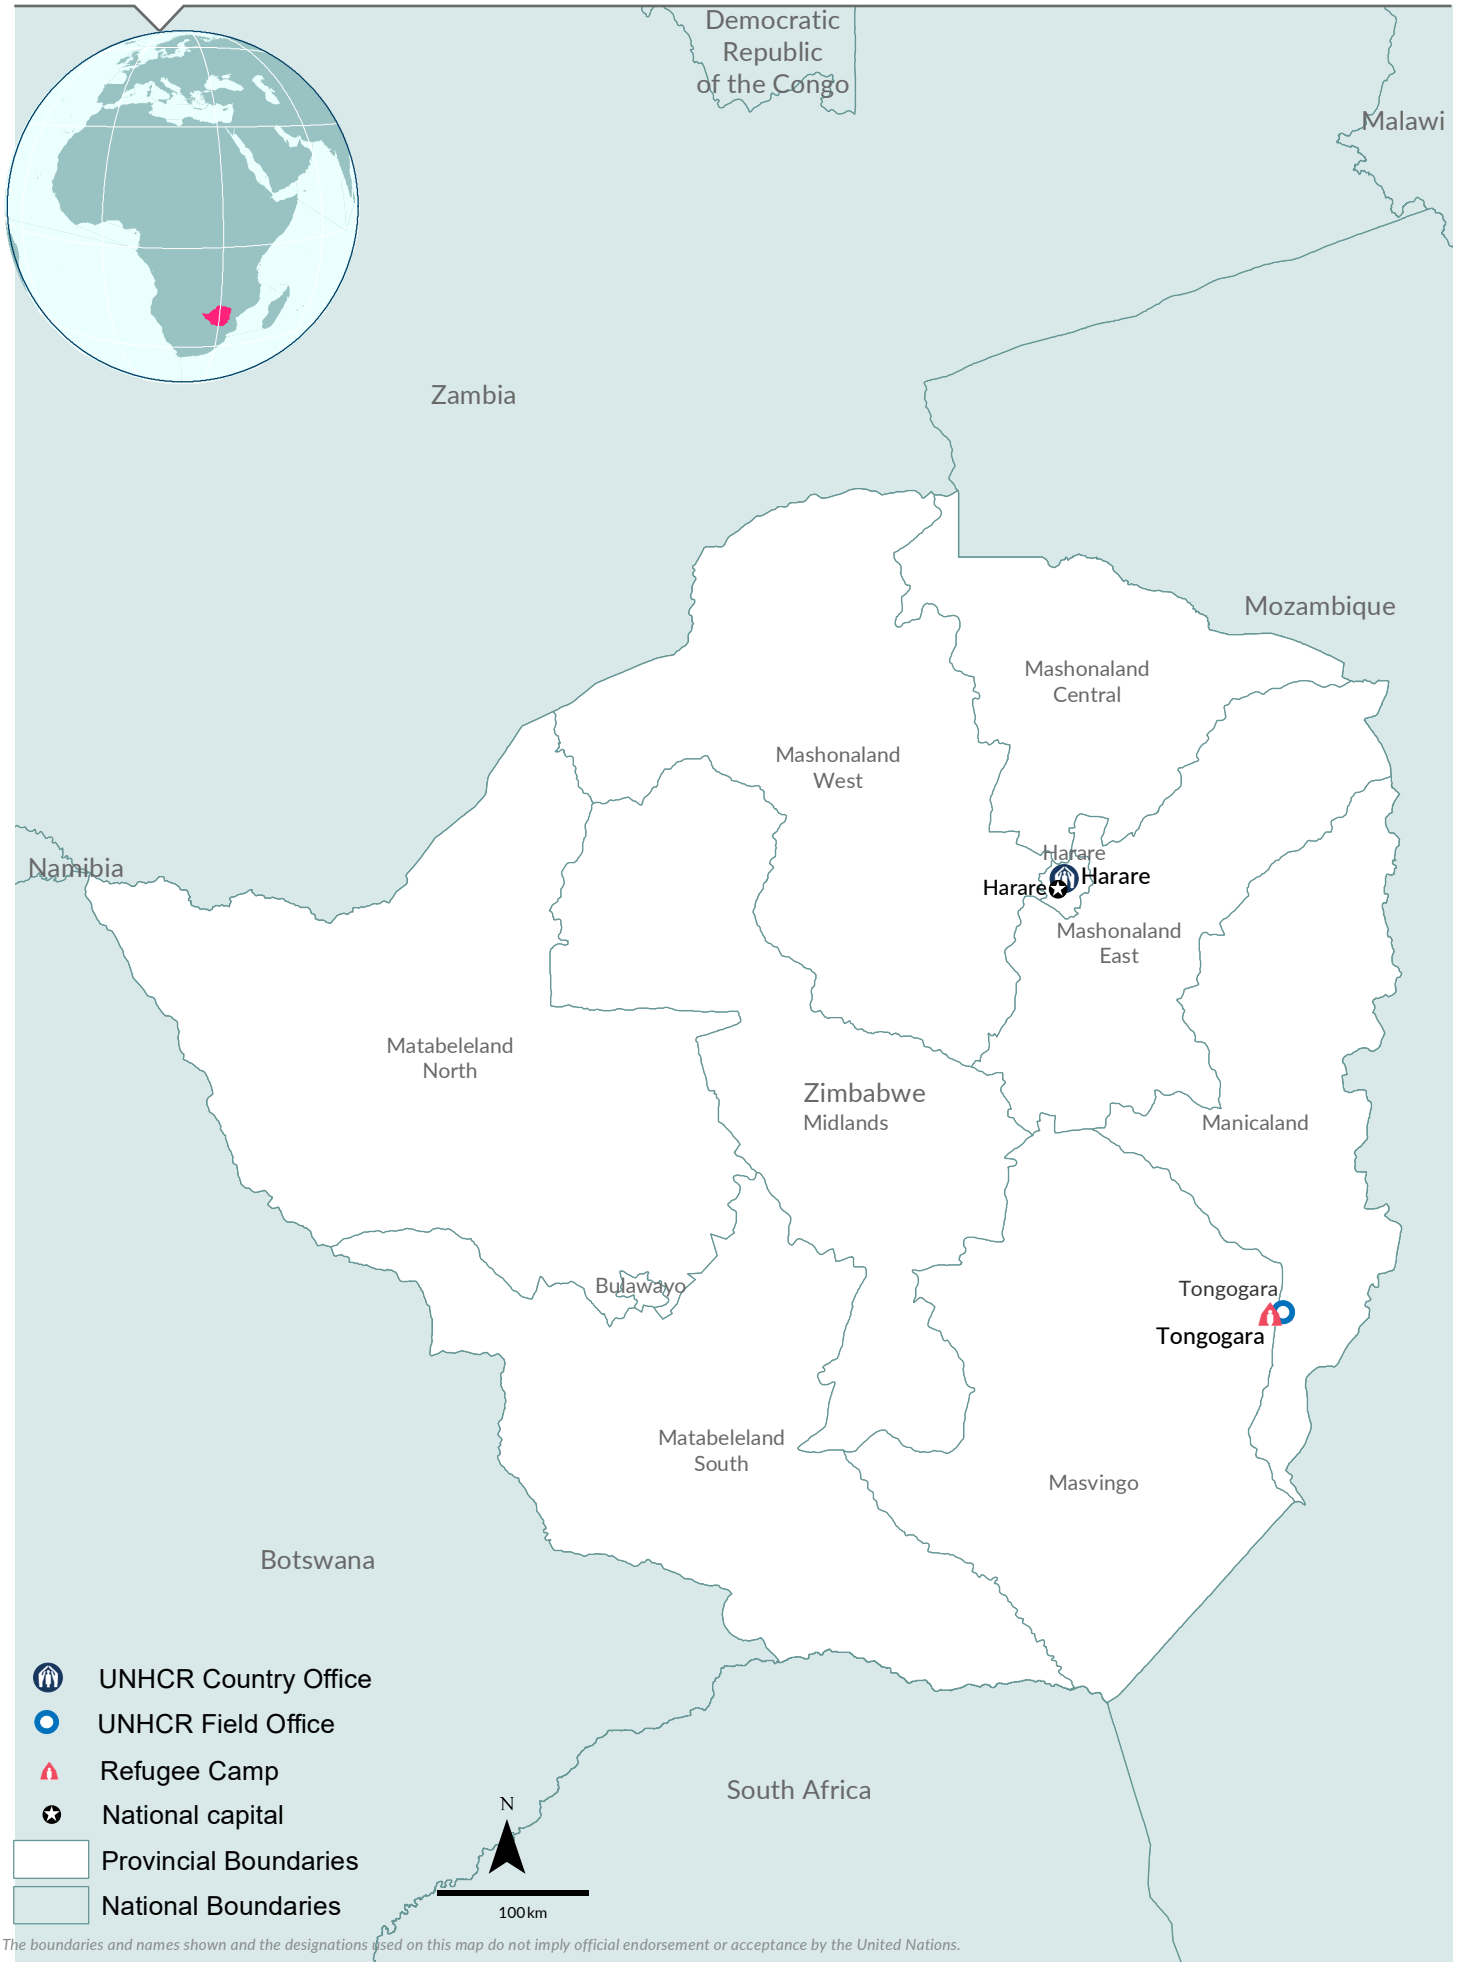 Democratic
Republic
of the Congo
Malawi
Zambia
Mozambique
Mashonaland
Central
Mashonaland
West
Namibia
Harare
Harare
Harare
Mashonaland
East
Matabeleland
North
Zimbabwe
Midlands
Manicaland
Bulawayo
Tongogara
Tongogara
Matabeleland
South
Masvingo
Botswana
UNHCR Country Office
UNHCR Field Office
Refugee Camp
National capital
Provincial Boundaries
National Boundaries
South Africa
N
100 km
The boundaries and names shown and the designations used on this map do not imply official endorsement or acceptance by the United Nations.